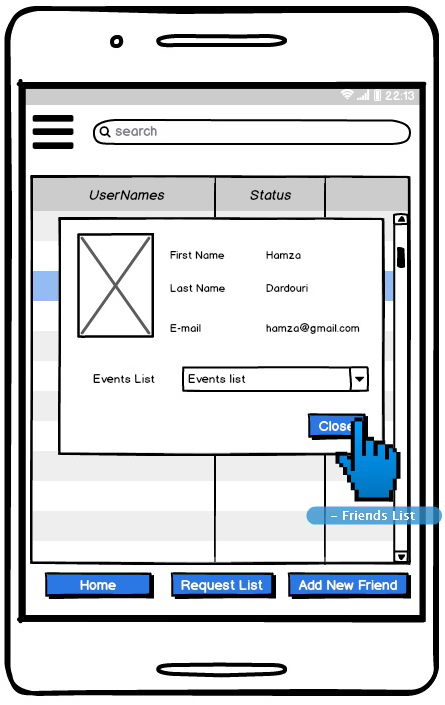 22:13
search
UserNames Status
First Name Hamza
Last Name Dardouri
E-mail hamza@gmail.com
Events List Events list
Close
- Friends List
Home Request List Add New Friend